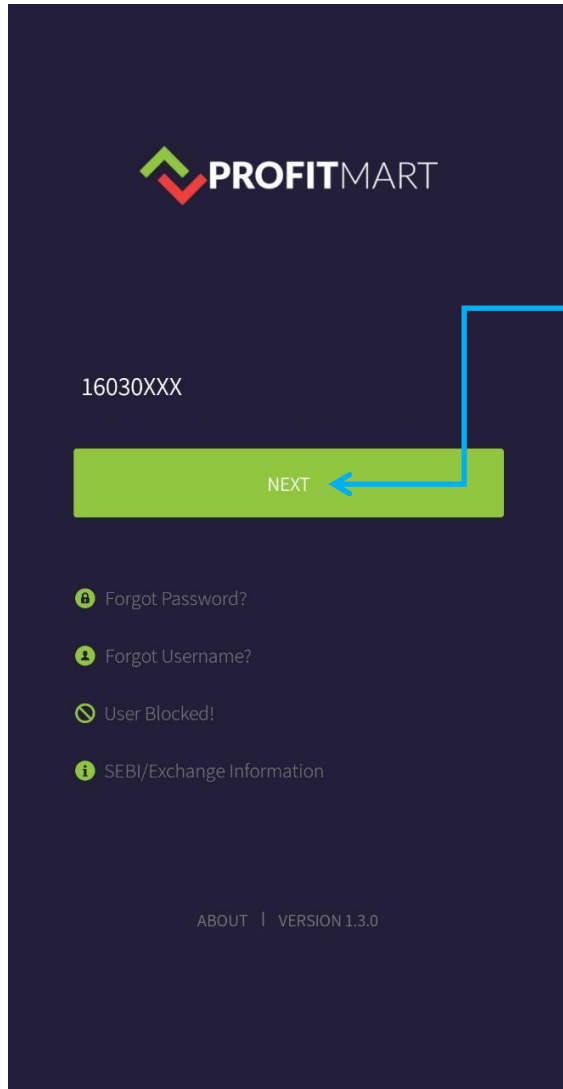 PROFITMART
16030XXX
NEXT
Forgot Password?
Forgot Username?
User Blocked!
SEBI/Exchange Information
ABOUT | VERSION 1.3.0